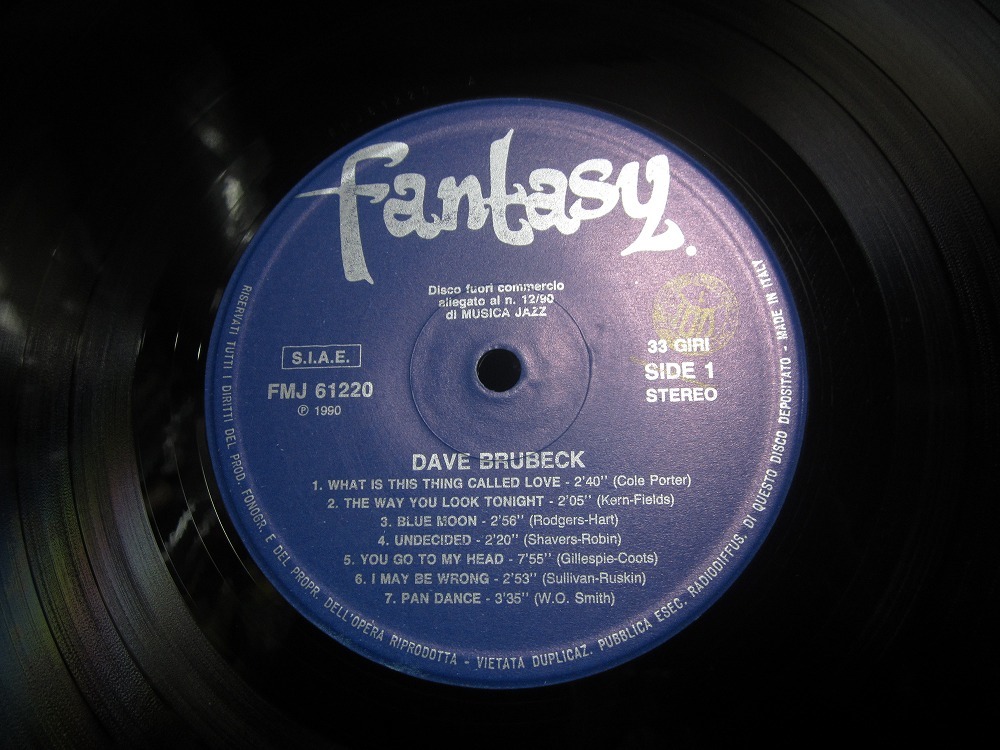 fantasy.
Disco fuori commercio
allegato al n. 12/90
di MUSICA JAZZ
S.I.A.E.
FMJ 61220
℗ 1990
33 GIRI
SIDE 1
STEREO
DAVE BRUBECK
1. WHAT IS THIS THING CALLED LOVE - 2'40'' (Cole Porter)
2. THE WAY YOU LOOK TONIGHT - 2'05'' (Kern-Fields)
3. BLUE MOON - 2'56'' (Rodgers-Hart)
4. UNDECIDED - 2'20'' (Shavers-Robin)
5. YOU GO TO MY HEAD - 7'55'' (Gillespie-Coots)
6. I MAY BE WRONG - 2'53'' (Sullivan-Ruskin)
7. PAN DANCE - 3'35'' (W.O. Smith)
RISERVATI TUTTI I DIRITTI DEL PROD. FONOGR. E DEL PROPR. DELL'OPERA RIPRODOTTA - VIETATA DUPLICAZ. PUBBLICA ESEC. RADIODIFFUS. DI QUESTO DISCO DEPOSITATO - MADE IN ITALY